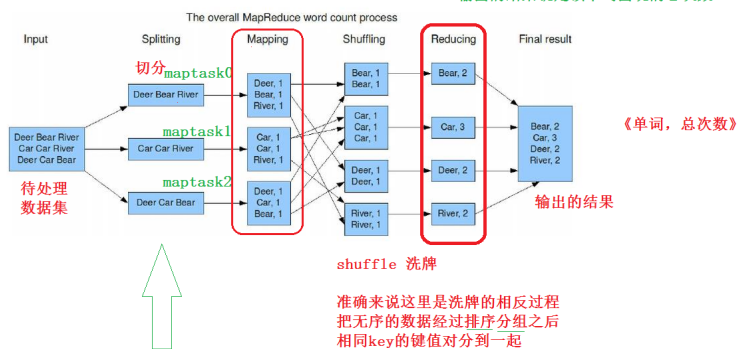 The overall MapReduce word count process
Input
Splitting
Mapping
Shuffling
Reducing
Final result
切分
maptask0
Deer Bear River
Deer, 1
Bear, 1
River, 1
Bear, 1
Bear, 1
Bear, 2
maptask1
Deer Bear River
Car Car River
Deer Car Bear
Car Car River
Car, 1
Car, 1
River, 1
Car, 1
Car, 1
Car, 1
Car, 3
Bear, 2
Car, 3
Deer, 2
River, 2
《单词，总次数》
maptask2
待处理
数据集
Deer Car Bear
Deer, 1
Car, 1
Bear, 1
Deer, 1
Deer, 1
Deer, 2
River, 1
River, 1
River, 2
输出的结果
shuffle 洗牌
准确来说这里是洗牌的相反过程
把无序的数据经过排序分组之后
相同key的键值对分到一起